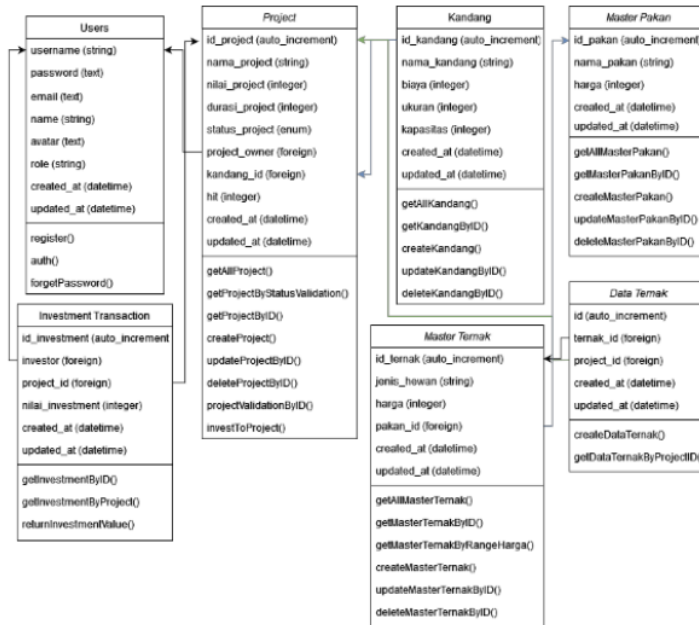 Users
username (string)
password (text)
email (text)
name (string)
avatar (text)
role (string)
created_at (datetime)
updated_at (datetime)
register()
auth()
forgetPassword()
Investment Transaction
id_investment (auto_increment
investor (foreign)
project_id (foreign)
nilai_investment (integer)
created_at (datetime)
updated_at (datetime)
getInvestmentByID()
getInvestmentByProject()
returnInvestmentValue()
Project
id_project (auto_increment)
nama_project (string)
nilai_project (integer)
durasi_project (integer)
status_project (enum)
project_owner (foreign)
kandang_id (foreign)
hit (integer)
created_at (datetime)
updated_at (datetime)
getAllProject()
getProjectByStatusValidation()
getProjectByID()
createProject()
updateProjectByID()
deleteProjectByID()
projectValidationByID()
investToProject()
Kandang
id_kandang (auto_increment)
nama_kandang (string)
biaya (integer)
ukuran (integer)
kapasitas (integer)
created_at (datetime)
updated_at (datetime)
getAllKandang()
getKandangByID()
createKandang()
updateKandangByID()
deleteKandangByID()
Master Ternak
id_ternak (auto_increment)
jenis_hewan (string)
harga (integer)
pakan_id (foreign)
created_at (datetime)
updated_at (datetime)
getAllMasterTernak()
getMasterTernakByID()
getMasterTernakByRangeHarga()
createMasterTernak()
updateMasterTernakByID()
deleteMasterTernakByID()
Master Pakan
id_pakan (auto_increment)
nama_pakan (string)
harga (integer)
created_at (datetime)
updated_at (datetime)
getAllMasterPakan()
getMasterPakanByID()
createMasterPakan()
updateMasterPakanByID()
deleteMasterPakanByID()
Data Ternak
id (auto_increment)
ternak_id (foreign)
project_id (foreign)
created_at (datetime)
updated_at (datetime)
createDataTernak()
getDataTernakByProjectID()